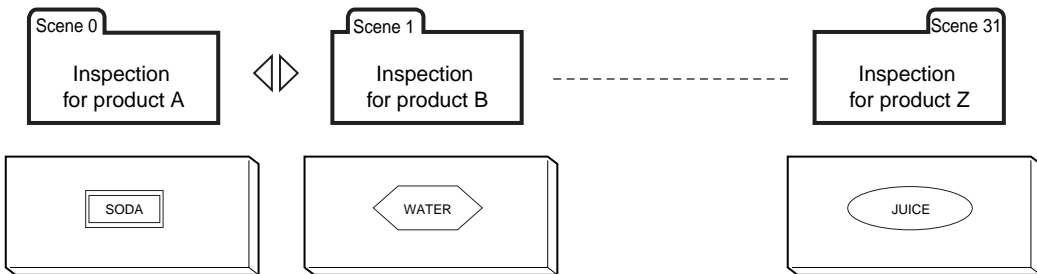 Scene 0
Inspection
for product A
Scene 1
Inspection
for product B
Scene 31
Inspection
for product Z
SODA
WATER
JUICE